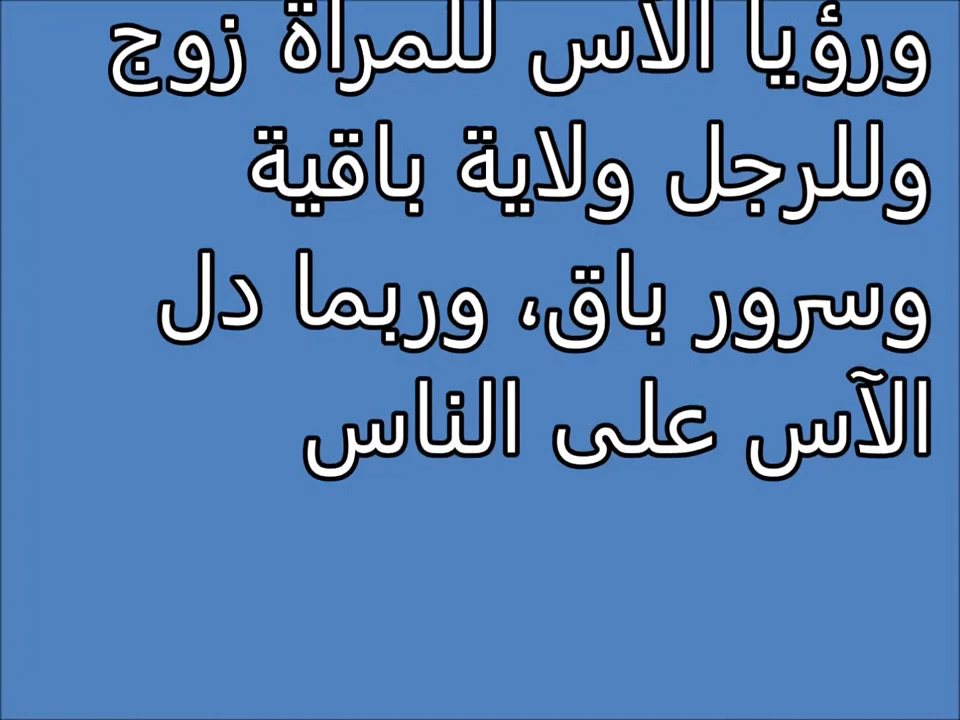 ورؤيا الآس للمرأة زوج
وللرجل ولاية باقية
وسرور باق، وربما دل
الآس على الناس